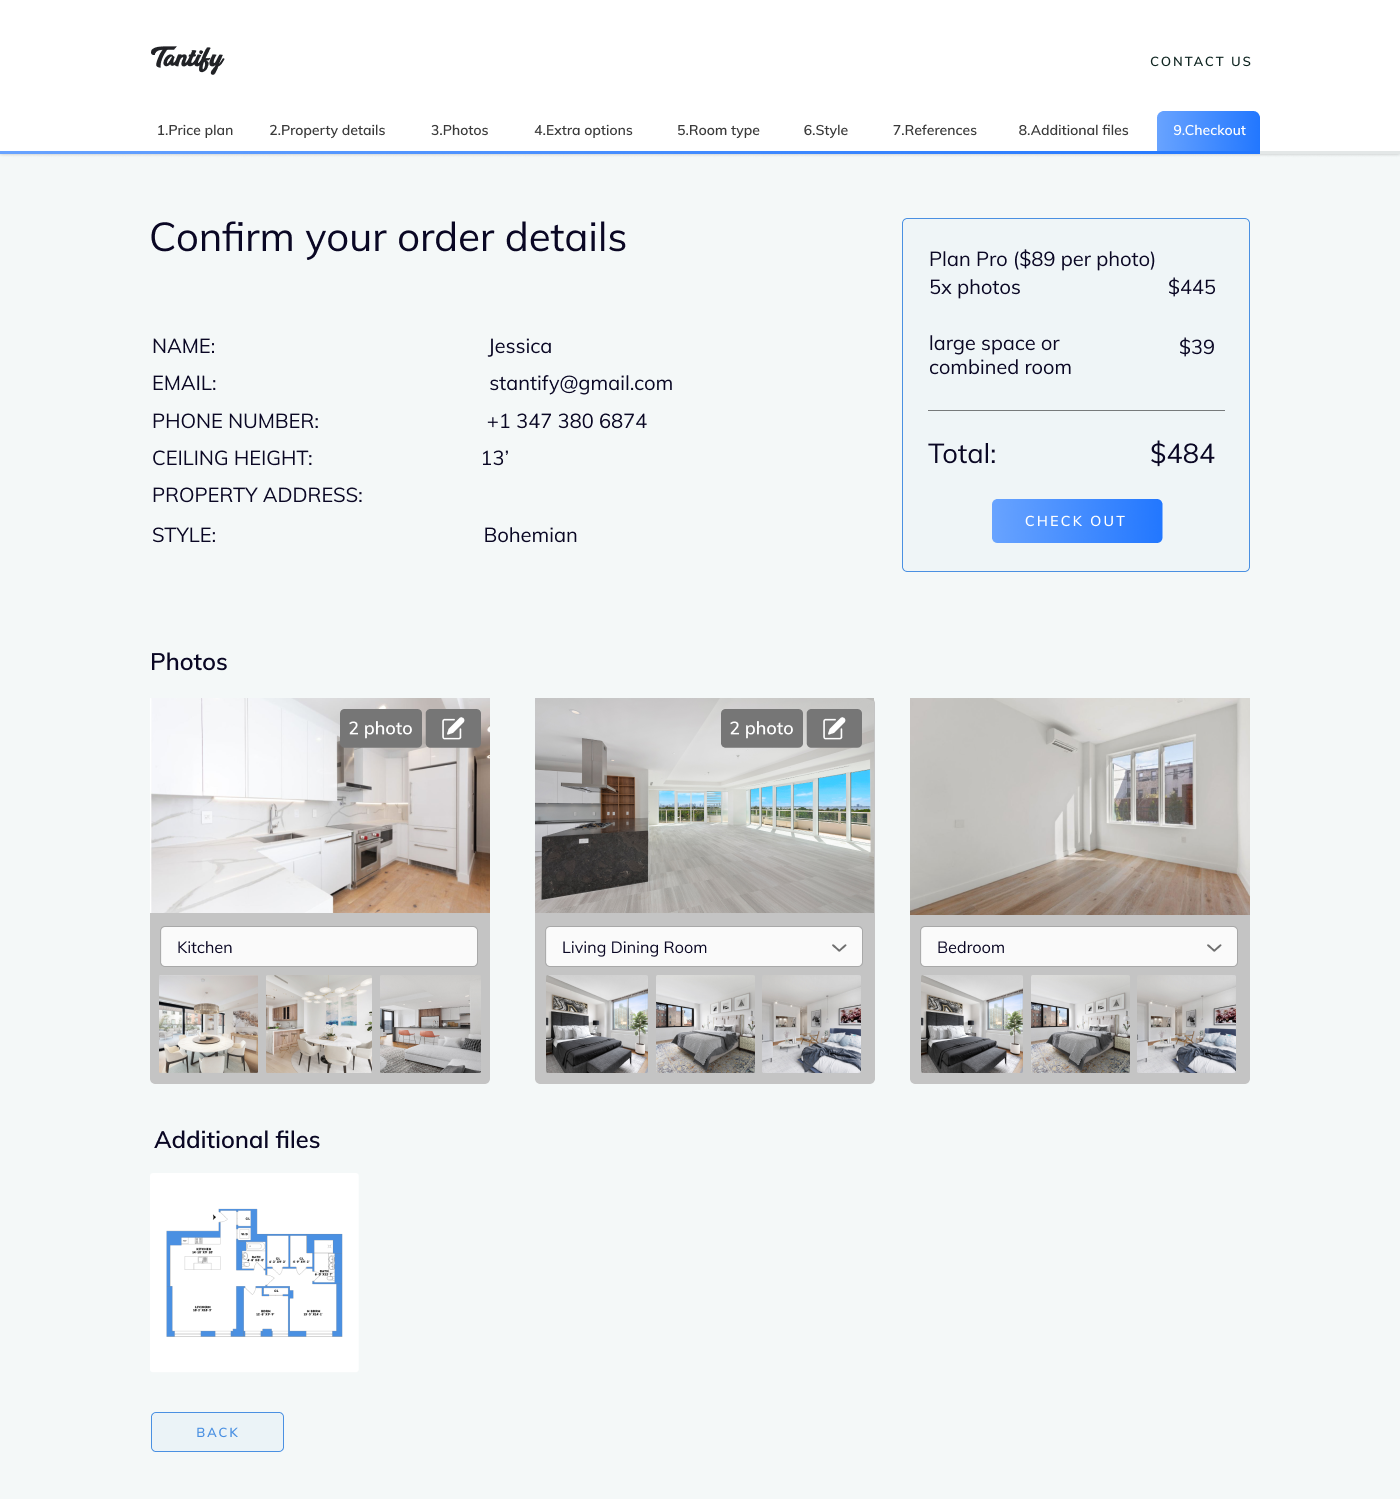 Tantify
CONTACT US
1.Price plan 2.Property details 3.Photos 4.Extra options 5.Room type 6.Style 7.References 8.Additional files 9.Checkout
Confirm your order details
Plan Pro ($89 per photo)
5x photos $445
large space or
combined room $39
Total: $484
CHECK OUT
NAME: Jessica
EMAIL: stantify@gmail.com
PHONE NUMBER: +1 347 380 6874
CEILING HEIGHT: 13’
PROPERTY ADDRESS:
STYLE: Bohemian
Photos
2 photo
2 photo
Kitchen
Living Dining Room
Bedroom
Additional files
KITCHEN
BACK